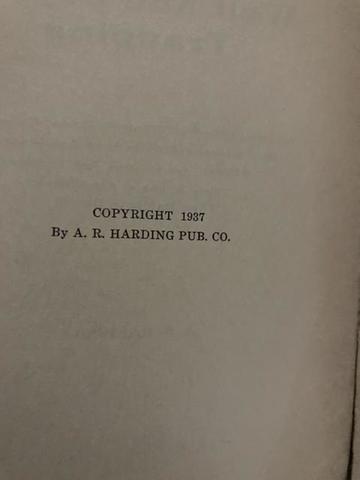 COPYRIGHT 1937
By A. R. HARDING PUB. CO.